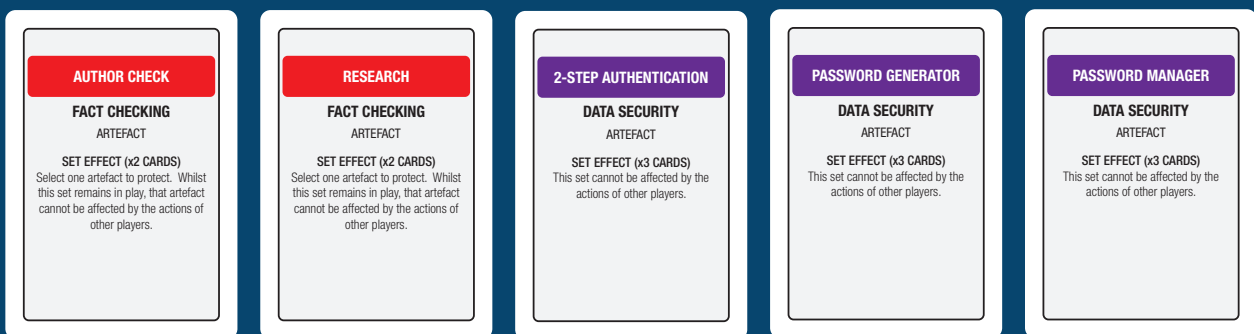 AUTHOR CHECK
FACT CHECKING
ARTEFACT
SET EFFECT (x2 CARDS)
Select one artefact to protect. Whilst
this set remains in play, that artefact
cannot be affected by the actions of
other players.
RESEARCH
FACT CHECKING
ARTEFACT
SET EFFECT (x2 CARDS)
Select one artefact to protect. Whilst
this set remains in play, that artefact
cannot be affected by the actions of
other players.
2-STEP AUTHENTICATION
DATA SECURITY
ARTEFACT
SET EFFECT (x3 CARDS)
This set cannot be affected by the
actions of other players.
PASSWORD GENERATOR
DATA SECURITY
ARTEFACT
SET EFFECT (x3 CARDS)
This set cannot be affected by the
actions of other players.
PASSWORD MANAGER
DATA SECURITY
ARTEFACT
SET EFFECT (x3 CARDS)
This set cannot be affected by the
actions of other players.